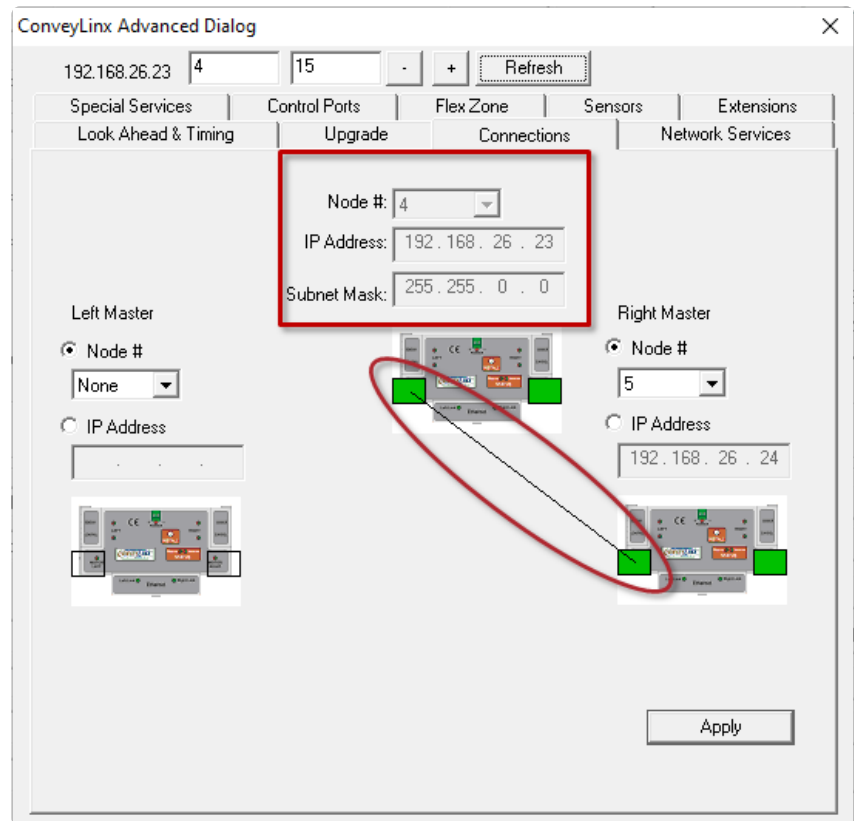 ConveyLinx Advanced Dialog
192.168.26.23 4 15 - + Refresh
Special Services Control Ports Flex Zone Sensors Extensions
Look Ahead & Timing Upgrade Connections Network Services
Node #: 4
IP Address: 192 . 168 . 26 . 23
Subnet Mask: 255 . 255 . 0 . 0
Left Master
Node #
None
IP Address
. . .
Right Master
Node #
5
IP Address
192 . 168 . 26 . 24
Apply